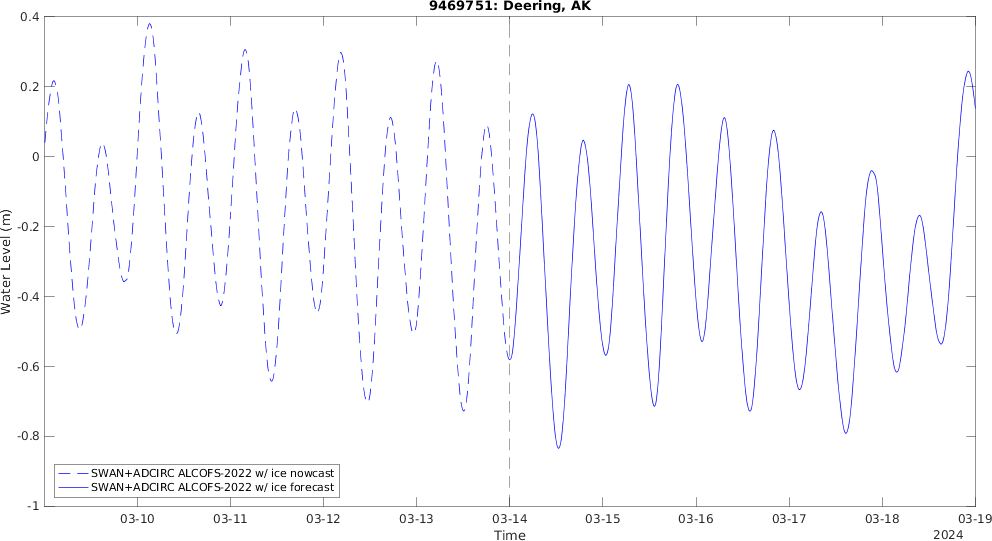 9469751: Deering, AK
Water Level (m)
0.4
0.2
0
-0.2
-0.4
-0.6
-0.8
-1
SWAN+ADCIRC ALCOFS-2022 w/ ice nowcast
SWAN+ADCIRC ALCOFS-2022 w/ ice forecast
03-10 03-11 03-12 03-13 03-14 03-15 03-16 03-17 03-18 03-19
Time
2024